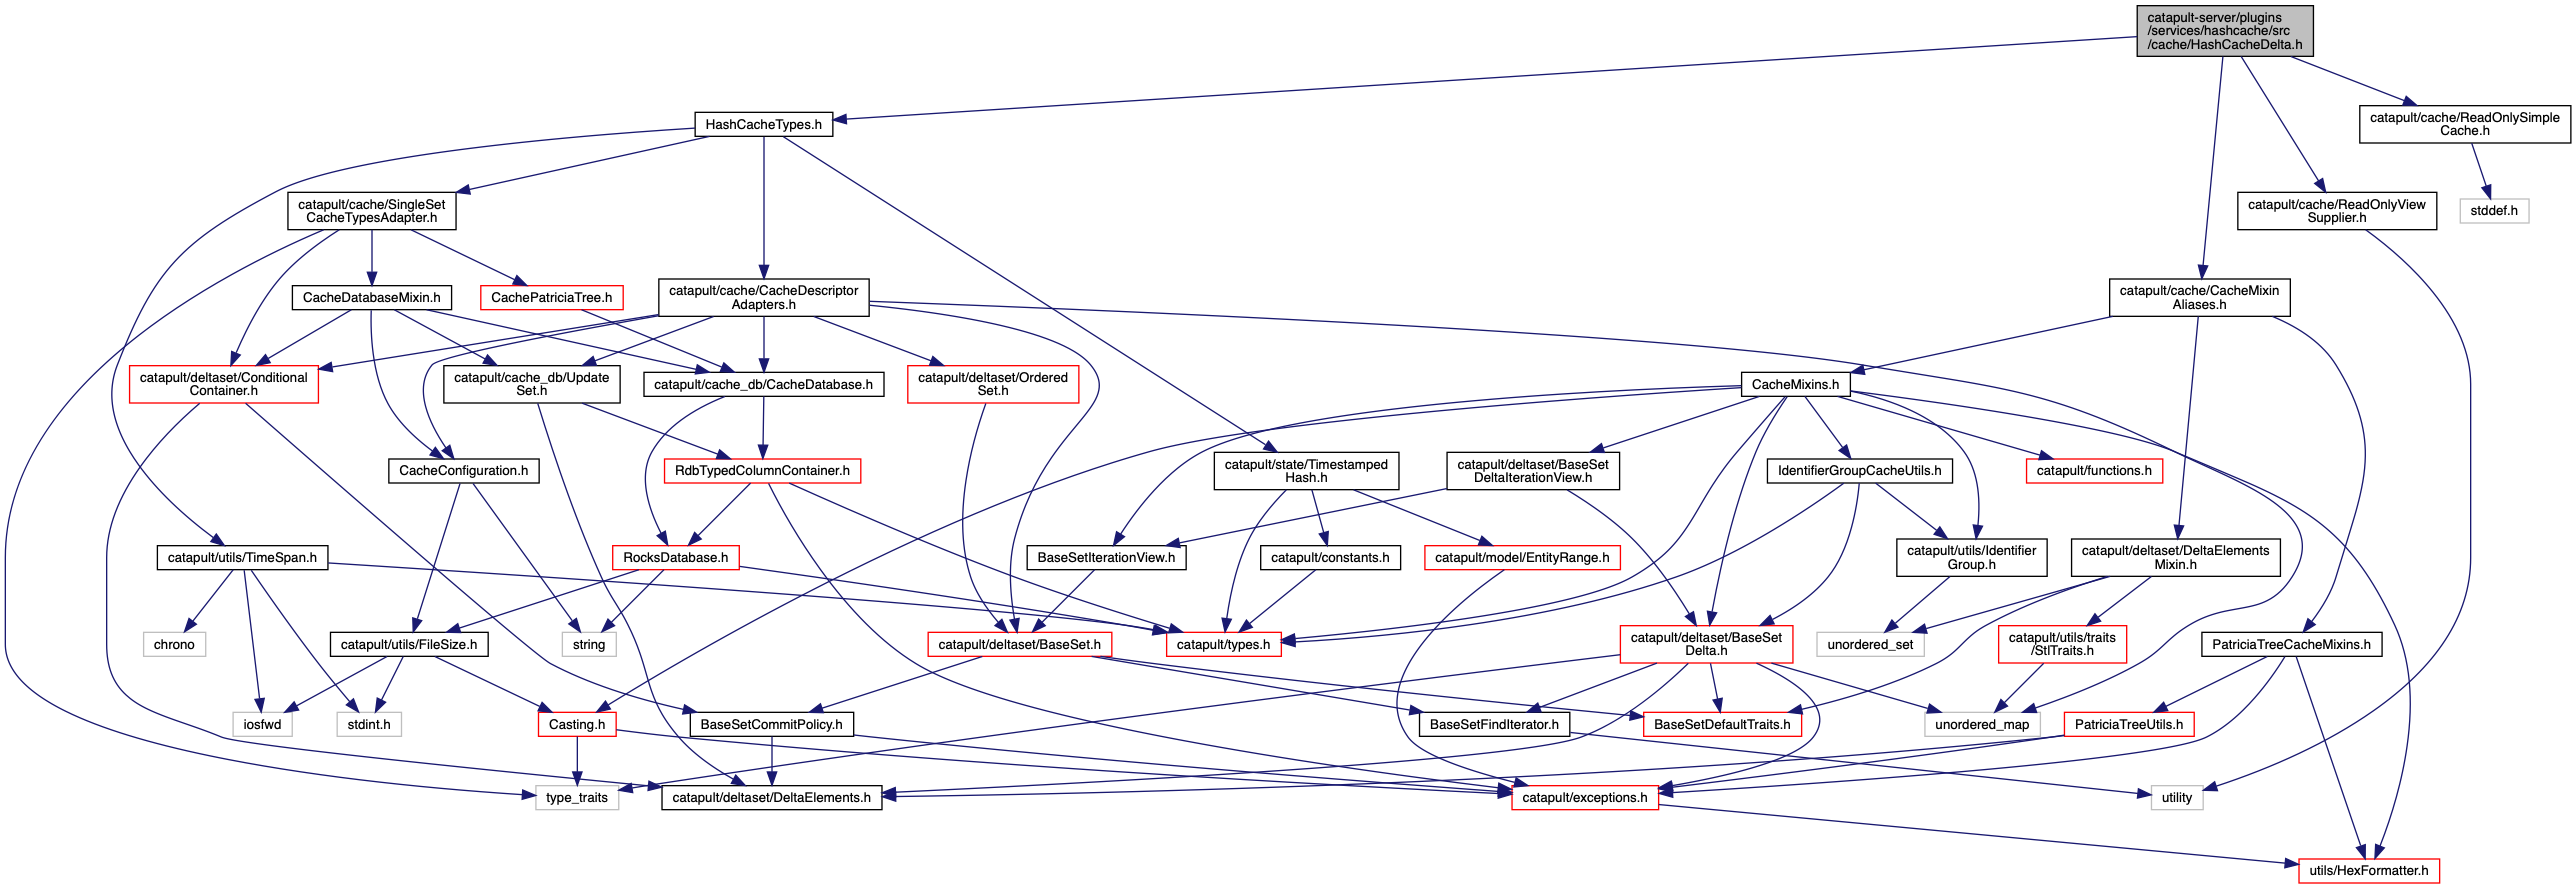 catapult-server/plugins
/services/hashcache/src
/cache/HashCacheDelta.h
HashCacheTypes.h
catapult/cache/ReadOnlySimple
Cache.h
catapult/cache/SingleSet
CacheTypesAdapter.h
catapult/cache/ReadOnlyView
Supplier.h
stddef.h
CacheDatabaseMixin.h
CachePatriciaTree.h
catapult/cache/CacheDescriptor
Adapters.h
catapult/cache/CacheMixin
Aliases.h
catapult/deltaset/Conditional
Container.h
catapult/cache_db/Update
Set.h
catapult/cache_db/CacheDatabase.h
catapult/deltaset/Ordered
Set.h
CacheMixins.h
CacheConfiguration.h
RdbTypedColumnContainer.h
catapult/state/Timestamped
Hash.h
catapult/deltaset/BaseSet
DeltaIterationView.h
IdentifierGroupCacheUtils.h
catapult/functions.h
catapult/utils/TimeSpan.h
RocksDatabase.h
BaseSetIterationView.h
catapult/constants.h
catapult/model/EntityRange.h
catapult/utils/Identifier
Group.h
catapult/deltaset/DeltaElements
Mixin.h
chrono
catapult/utils/FileSize.h
string
catapult/deltaset/BaseSet.h
catapult/types.h
catapult/deltaset/BaseSet
Delta.h
unordered_set
catapult/utils/traits
/StlTraits.h
PatriciaTreeCacheMixins.h
iosfwd
stdint.h
Casting.h
BaseSetCommitPolicy.h
BaseSetFindIterator.h
BaseSetDefaultTraits.h
unordered_map
PatriciaTreeUtils.h
type_traits
catapult/deltaset/DeltaElements.h
catapult/exceptions.h
utility
utils/HexFormatter.h